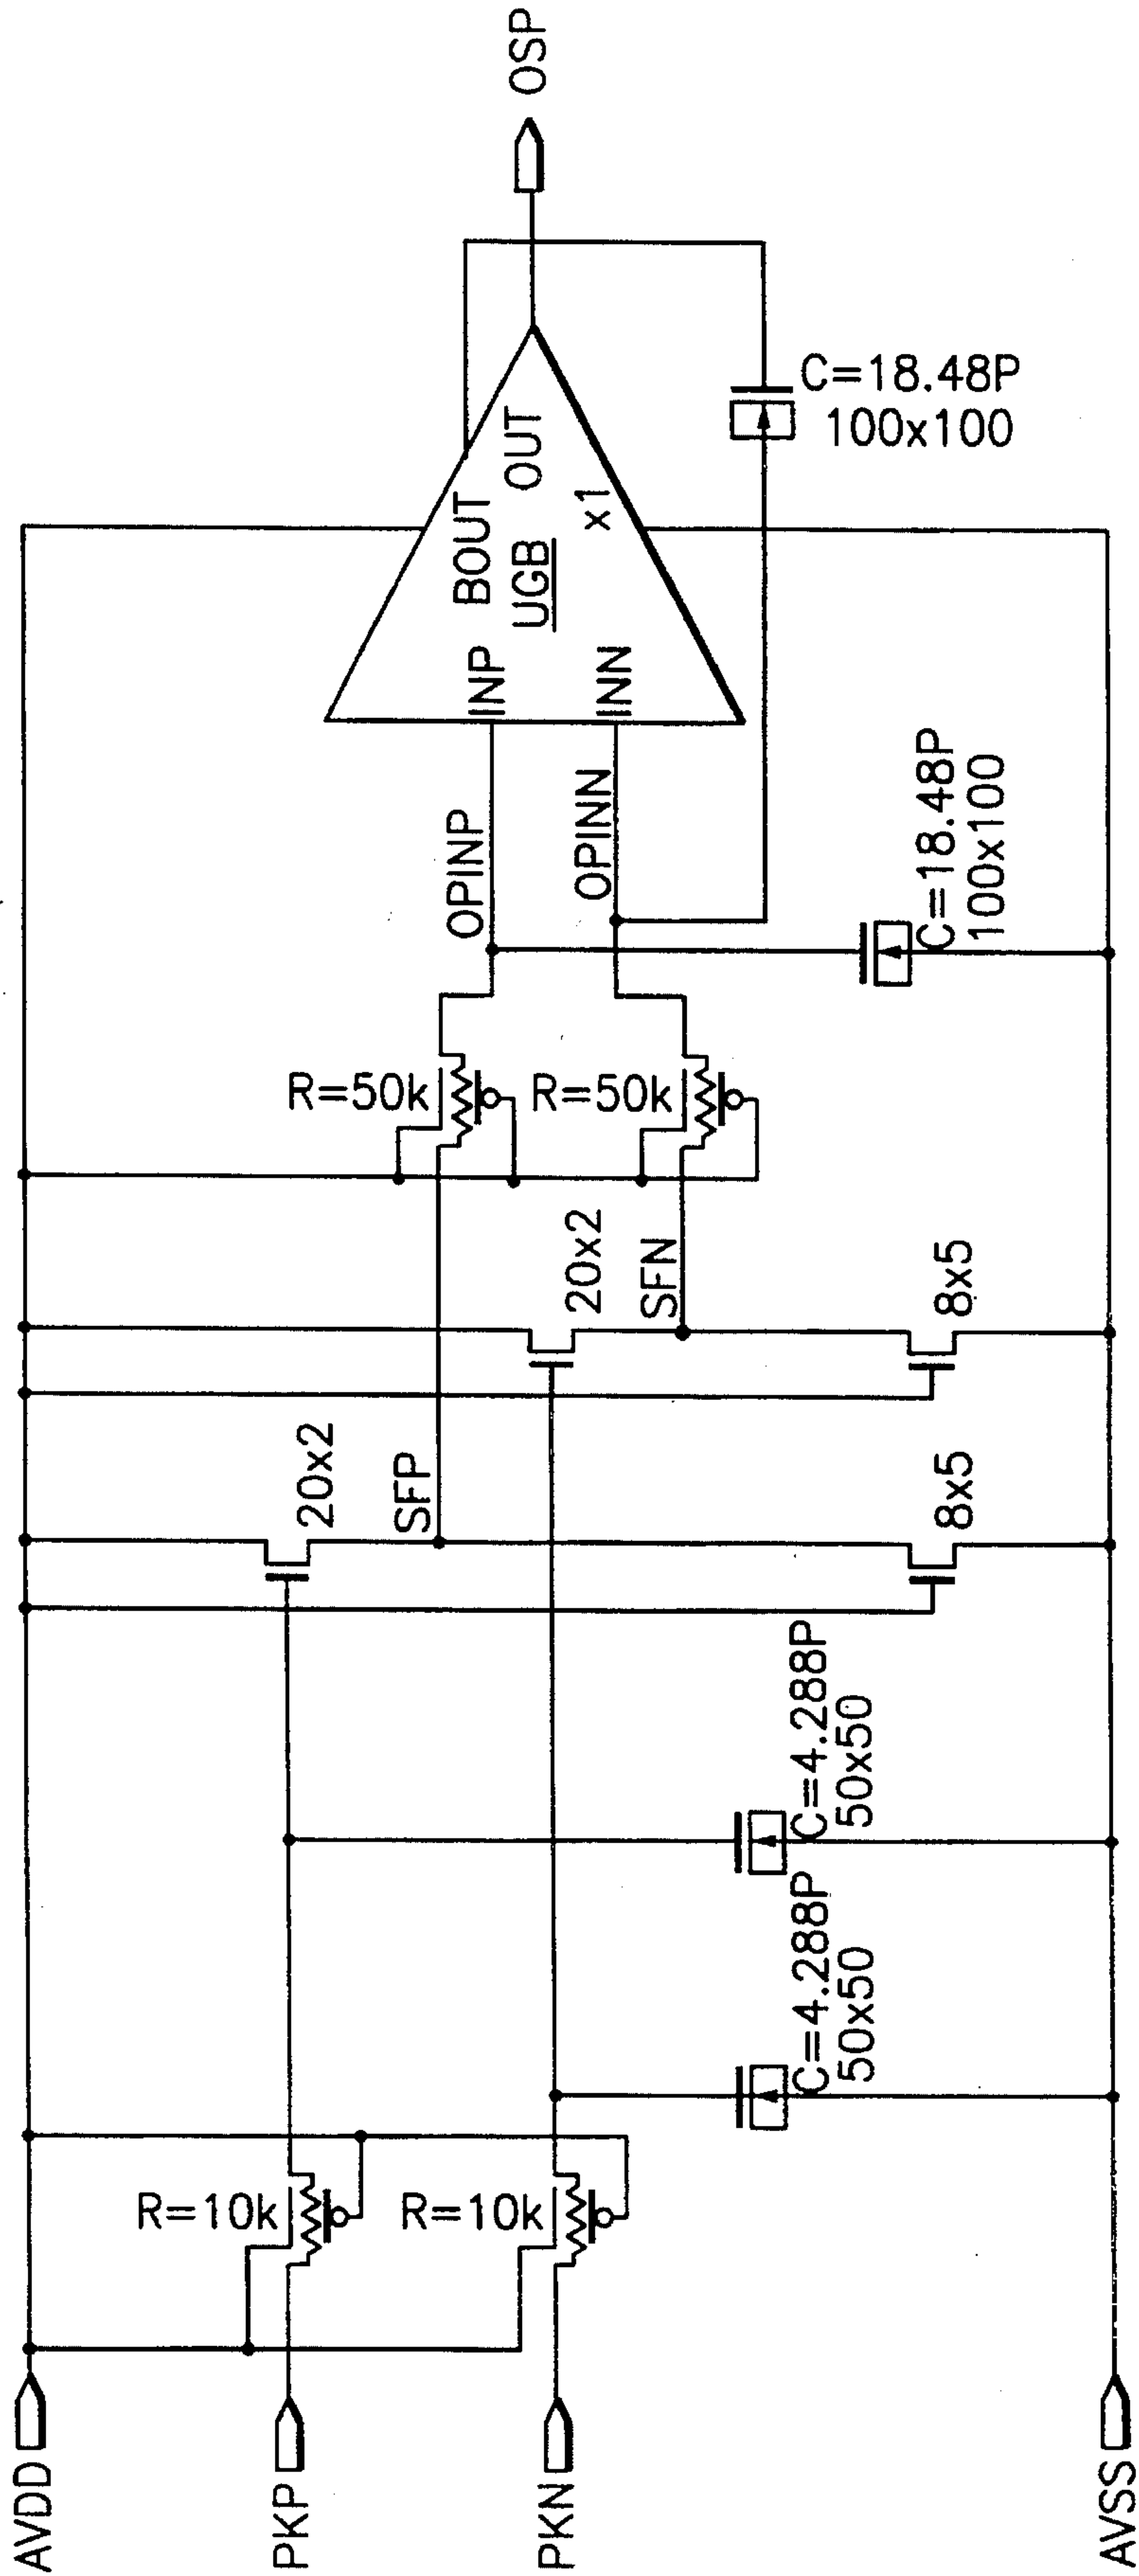 AVDD
PKP
PKN
AVSS
R=10k
R=10k
C=4.288P
50x50
C=4.288P
50x50
20x2
SFP
8x5
20x2
SFN
8x5
R=50k
R=50k
OPINP
OPINN
C=18.48P
100x100
INP
INN
BOUT
UGB
OUT
x1
C=18.48P
100x100
OSP